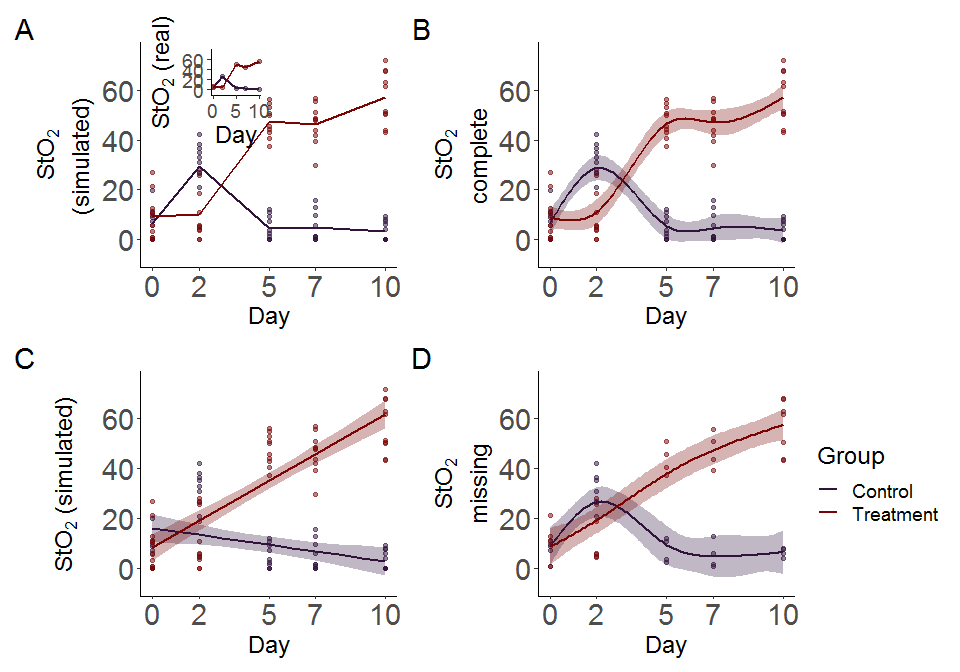 A
StO2 (simulated)
60
40
20
0
0 2 5 7 10
Day
StO2 (real)
60
40
20
0
0 5 10
Day
B
StO2 complete
60
40
20
0
0 2 5 7 10
Day
C
StO2 (simulated)
60
40
20
0
0 2 5 7 10
Day
D
StO2 missing
60
40
20
0
0 2 5 7 10
Day
Group
Control
Treatment